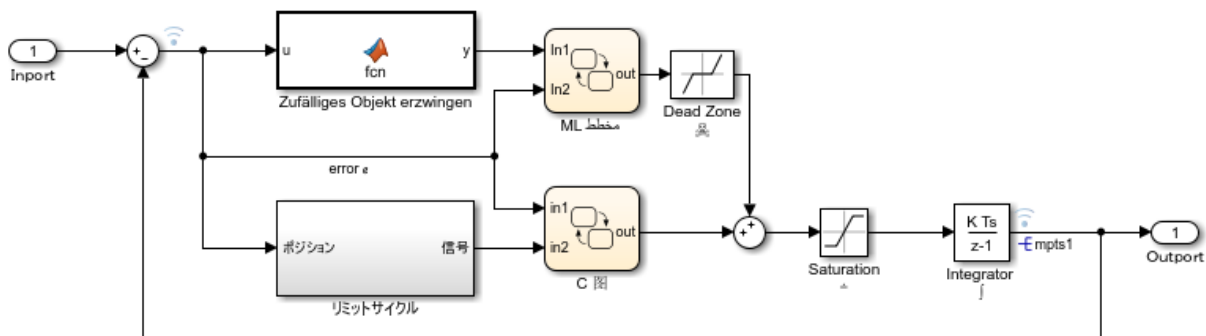 1
Inport
u
y
fcn
Zufälliges Objekt erzwingen
In1
In2
out
ML مخطط
Dead Zone
error e
ポジション
信号
リミットサイクル
in1
in2
out
C 图
Saturation
K Ts
z-1
Integrator
∫
mpts1
1
Outport